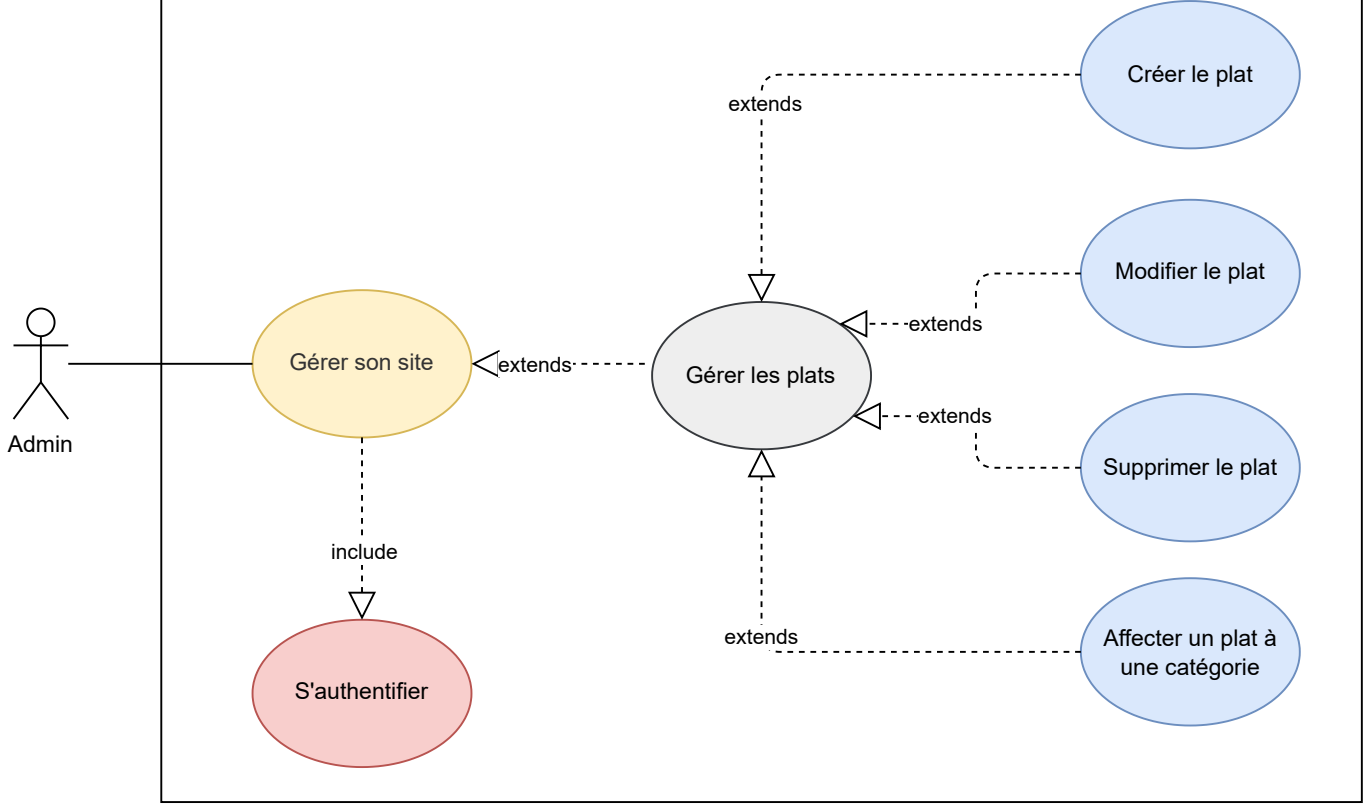 Créer le plat
extends
Modifier le plat
extends
Gérer son site
extends
Gérer les plats
extends
Admin
Supprimer le plat
include
extends
Affecter un plat à
une catégorie
S'authentifier